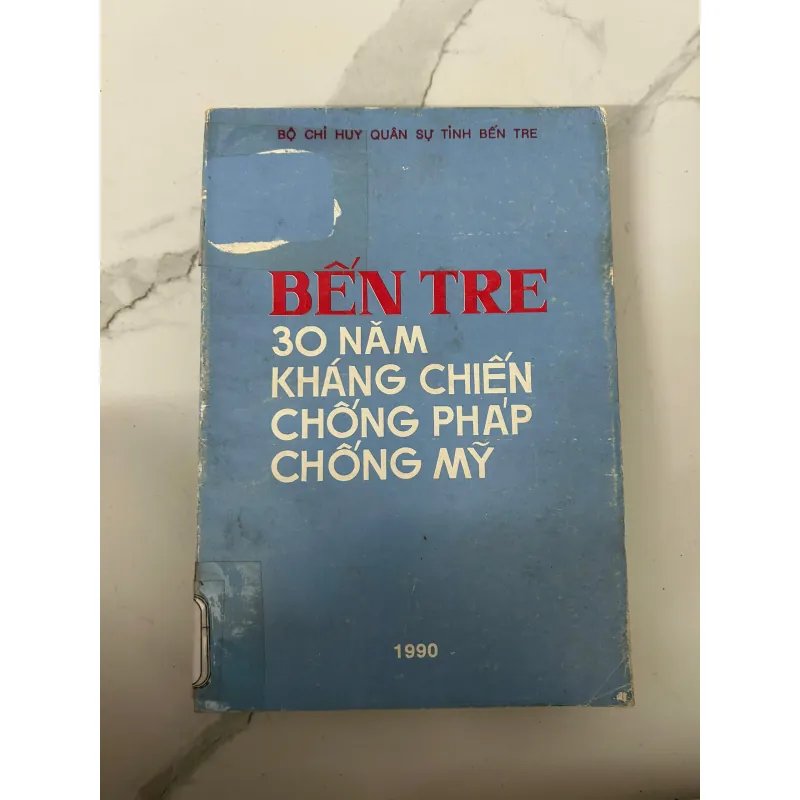 BỘ CHỈ HUY QUÂN SỰ TỈNH BẾN TRE
BẾN TRE
30 NĂM
KHÁNG CHIẾN
CHỐNG PHÁP
CHỐNG MỸ
1990